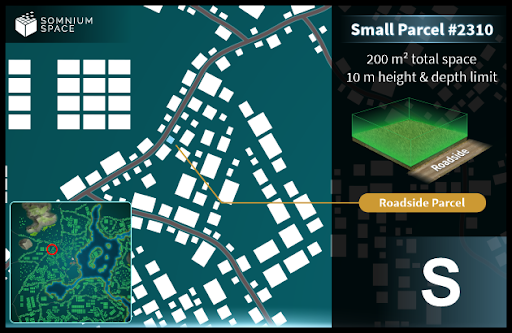 SOMNIUM
SPACE
Small Parcel #2310
200 m² total space
10 m height & depth limit
Roadside
Roadside Parcel
S